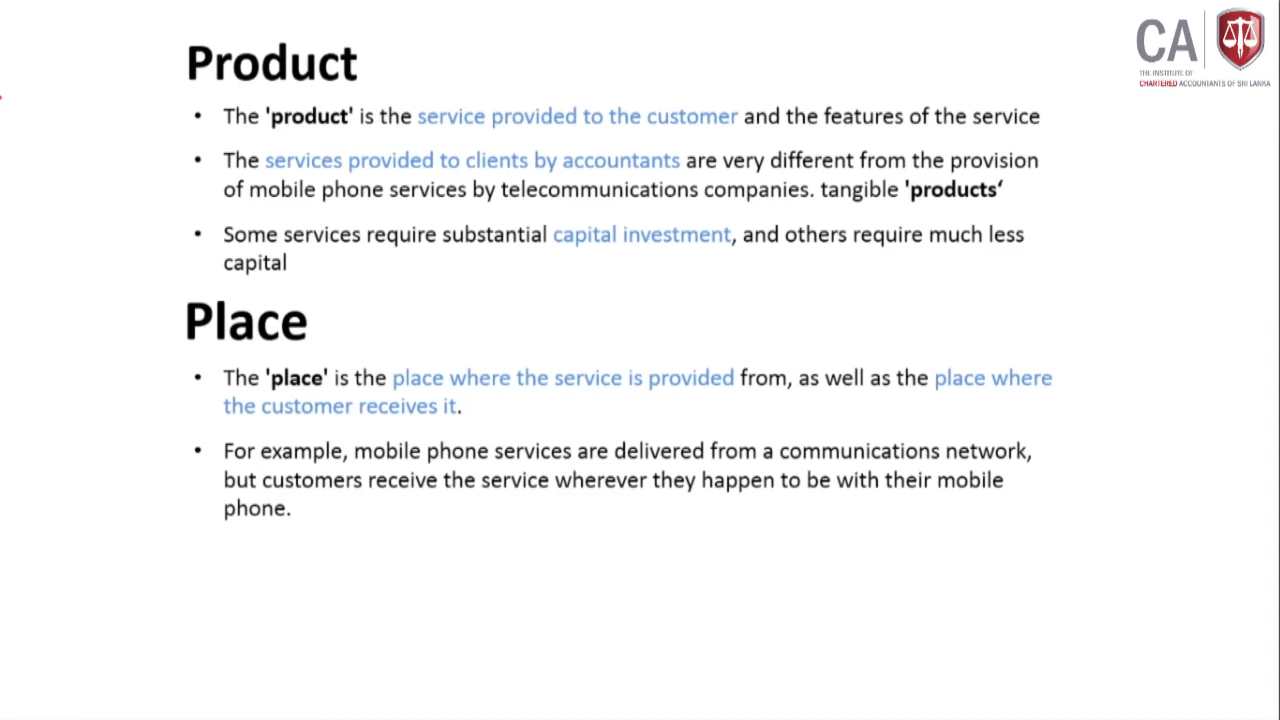 CA
THE INSTITUTE OF
CHARTERED ACCOUNTANTS OF SRI LANKA
Product
• The 'product' is the service provided to the customer and the features of the service
• The services provided to clients by accountants are very different from the provision
of mobile phone services by telecommunications companies. tangible 'products‘
• Some services require substantial capital investment, and others require much less
capital
Place
• The 'place' is the place where the service is provided from, as well as the place where
the customer receives it.
• For example, mobile phone services are delivered from a communications network,
but customers receive the service wherever they happen to be with their mobile
phone.